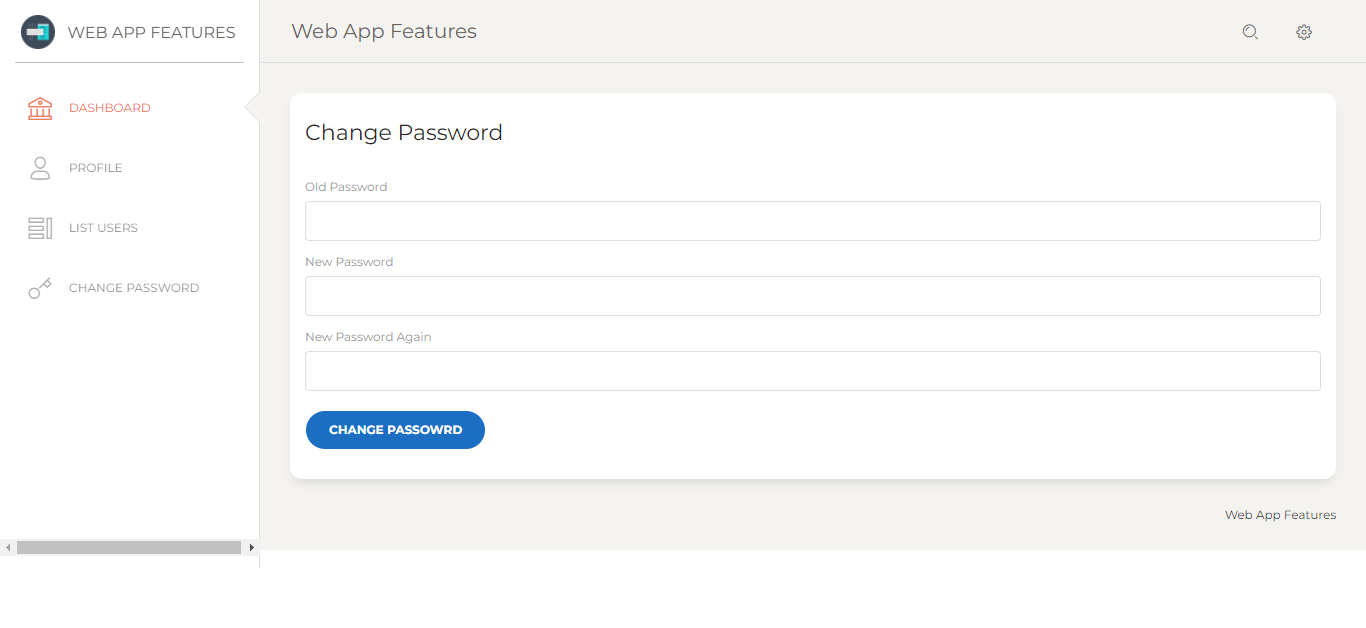 WEB APP FEATURES
Web App Features
DASHBOARD
PROFILE
LIST USERS
CHANGE PASSWORD
Change Password
Old Password
New Password
New Password Again
CHANGE PASSOWRD
Web App Features